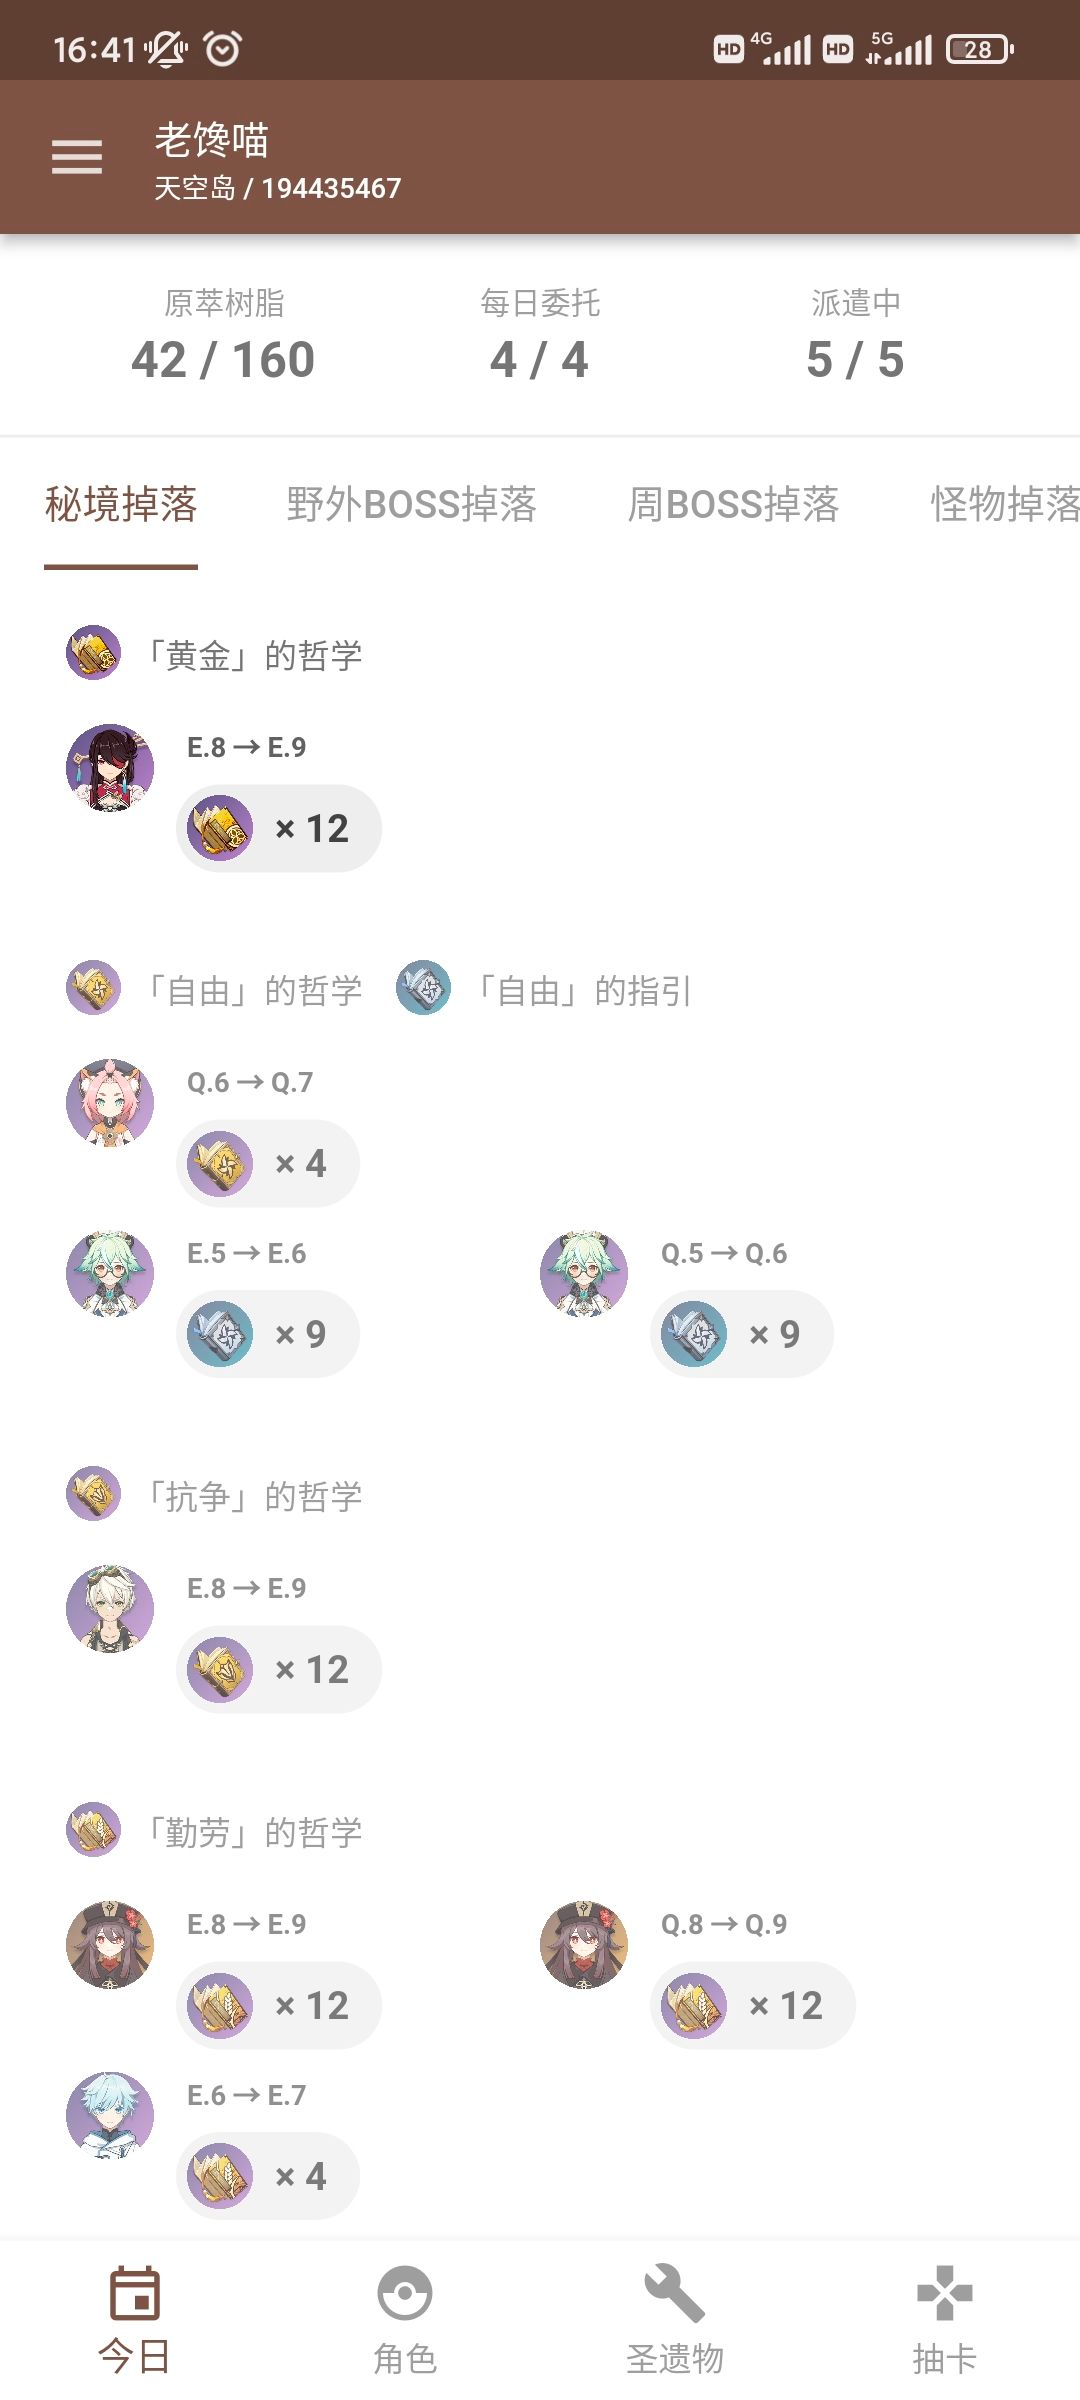 16:41 HD 4G HD 5G 28
老馋喵
天空岛 / 194435467
原萃树脂 每日委托 派遣中
42 / 160 4 / 4 5 / 5
秘境掉落 野外BOSS掉落 周BOSS掉落 怪物掉落
「黄金」的哲学
E.8 → E.9
× 12
「自由」的哲学 「自由」的指引
Q.6 → Q.7
× 4
E.5 → E.6 Q.5 → Q.6
× 9 × 9
「抗争」的哲学
E.8 → E.9
× 12
「勤劳」的哲学
E.8 → E.9 Q.8 → Q.9
× 12 × 12
E.6 → E.7
× 4
今日 角色 圣遗物 抽卡